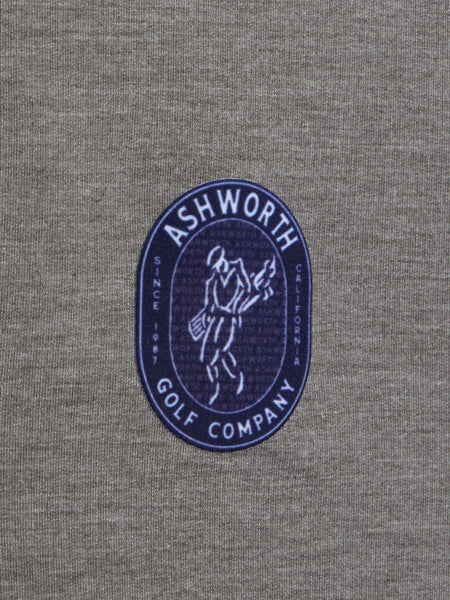 ASHWORTH
SINCE 1987
CALIFORNIA
GOLF COMPANY